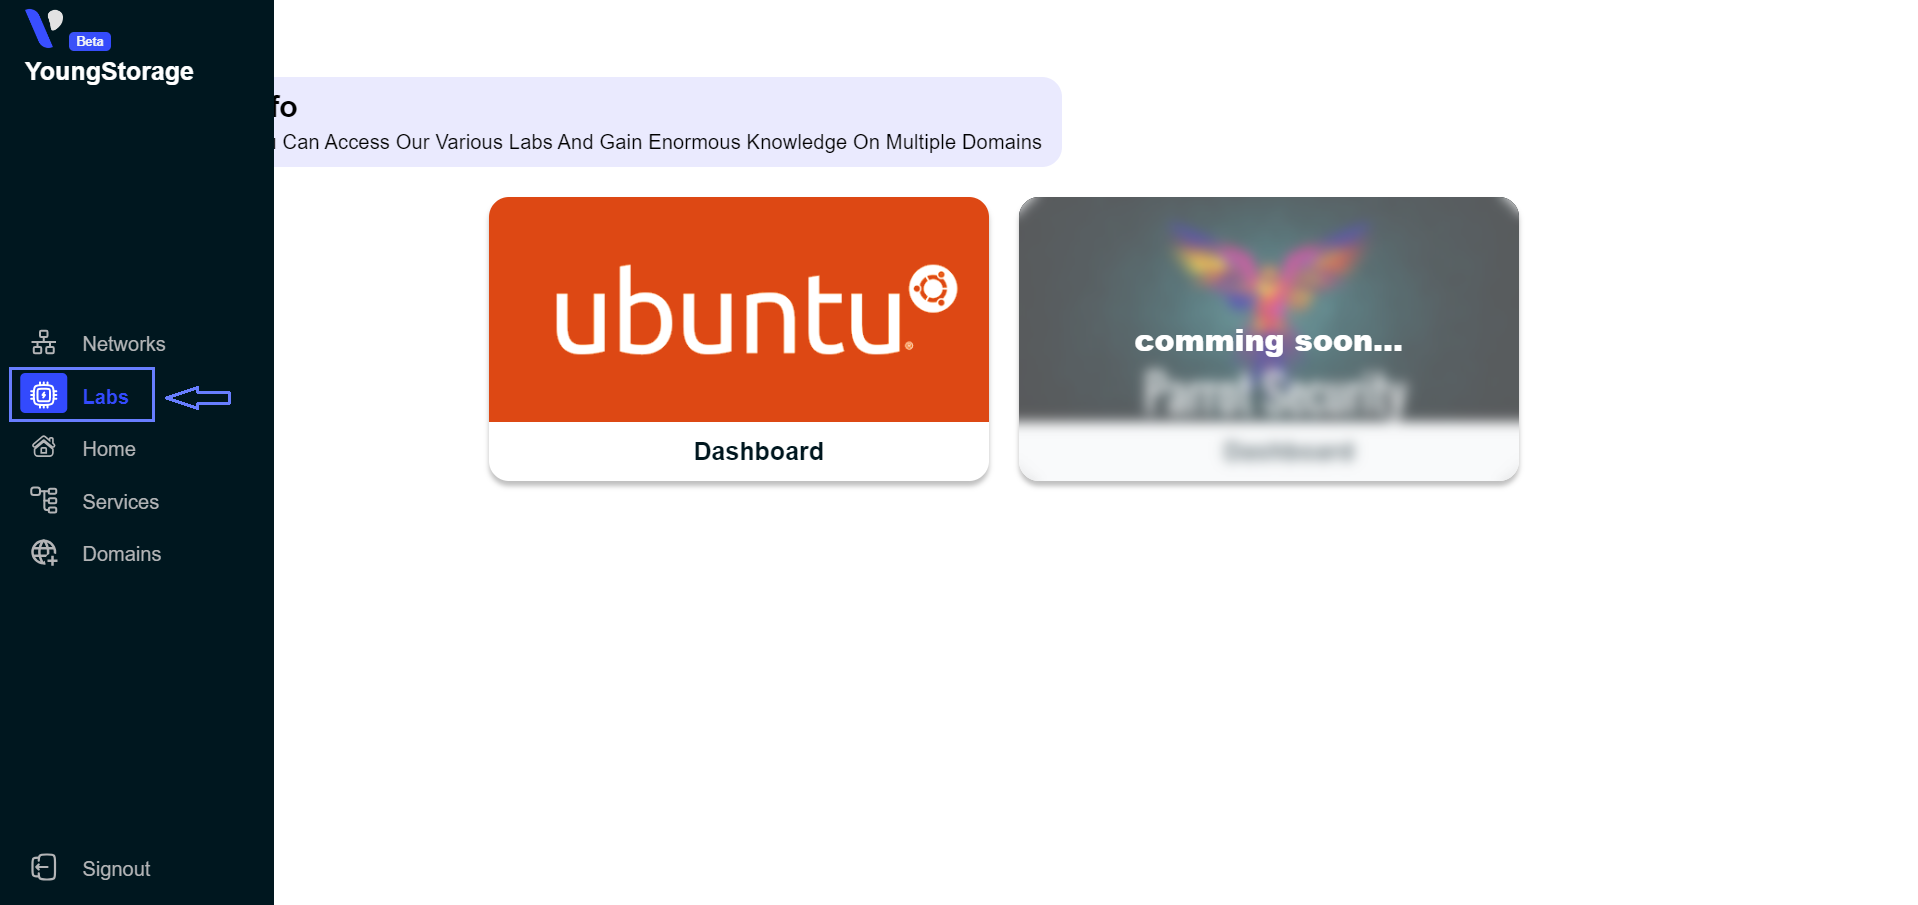 Beta
YoungStorage
Networks
Labs
Home
Services
Domains
Signout
fo
Can Access Our Various Labs And Gain Enormous Knowledge On Multiple Domains
ubuntu®
Dashboard
comming soon...
Parrot Security
Dashboard